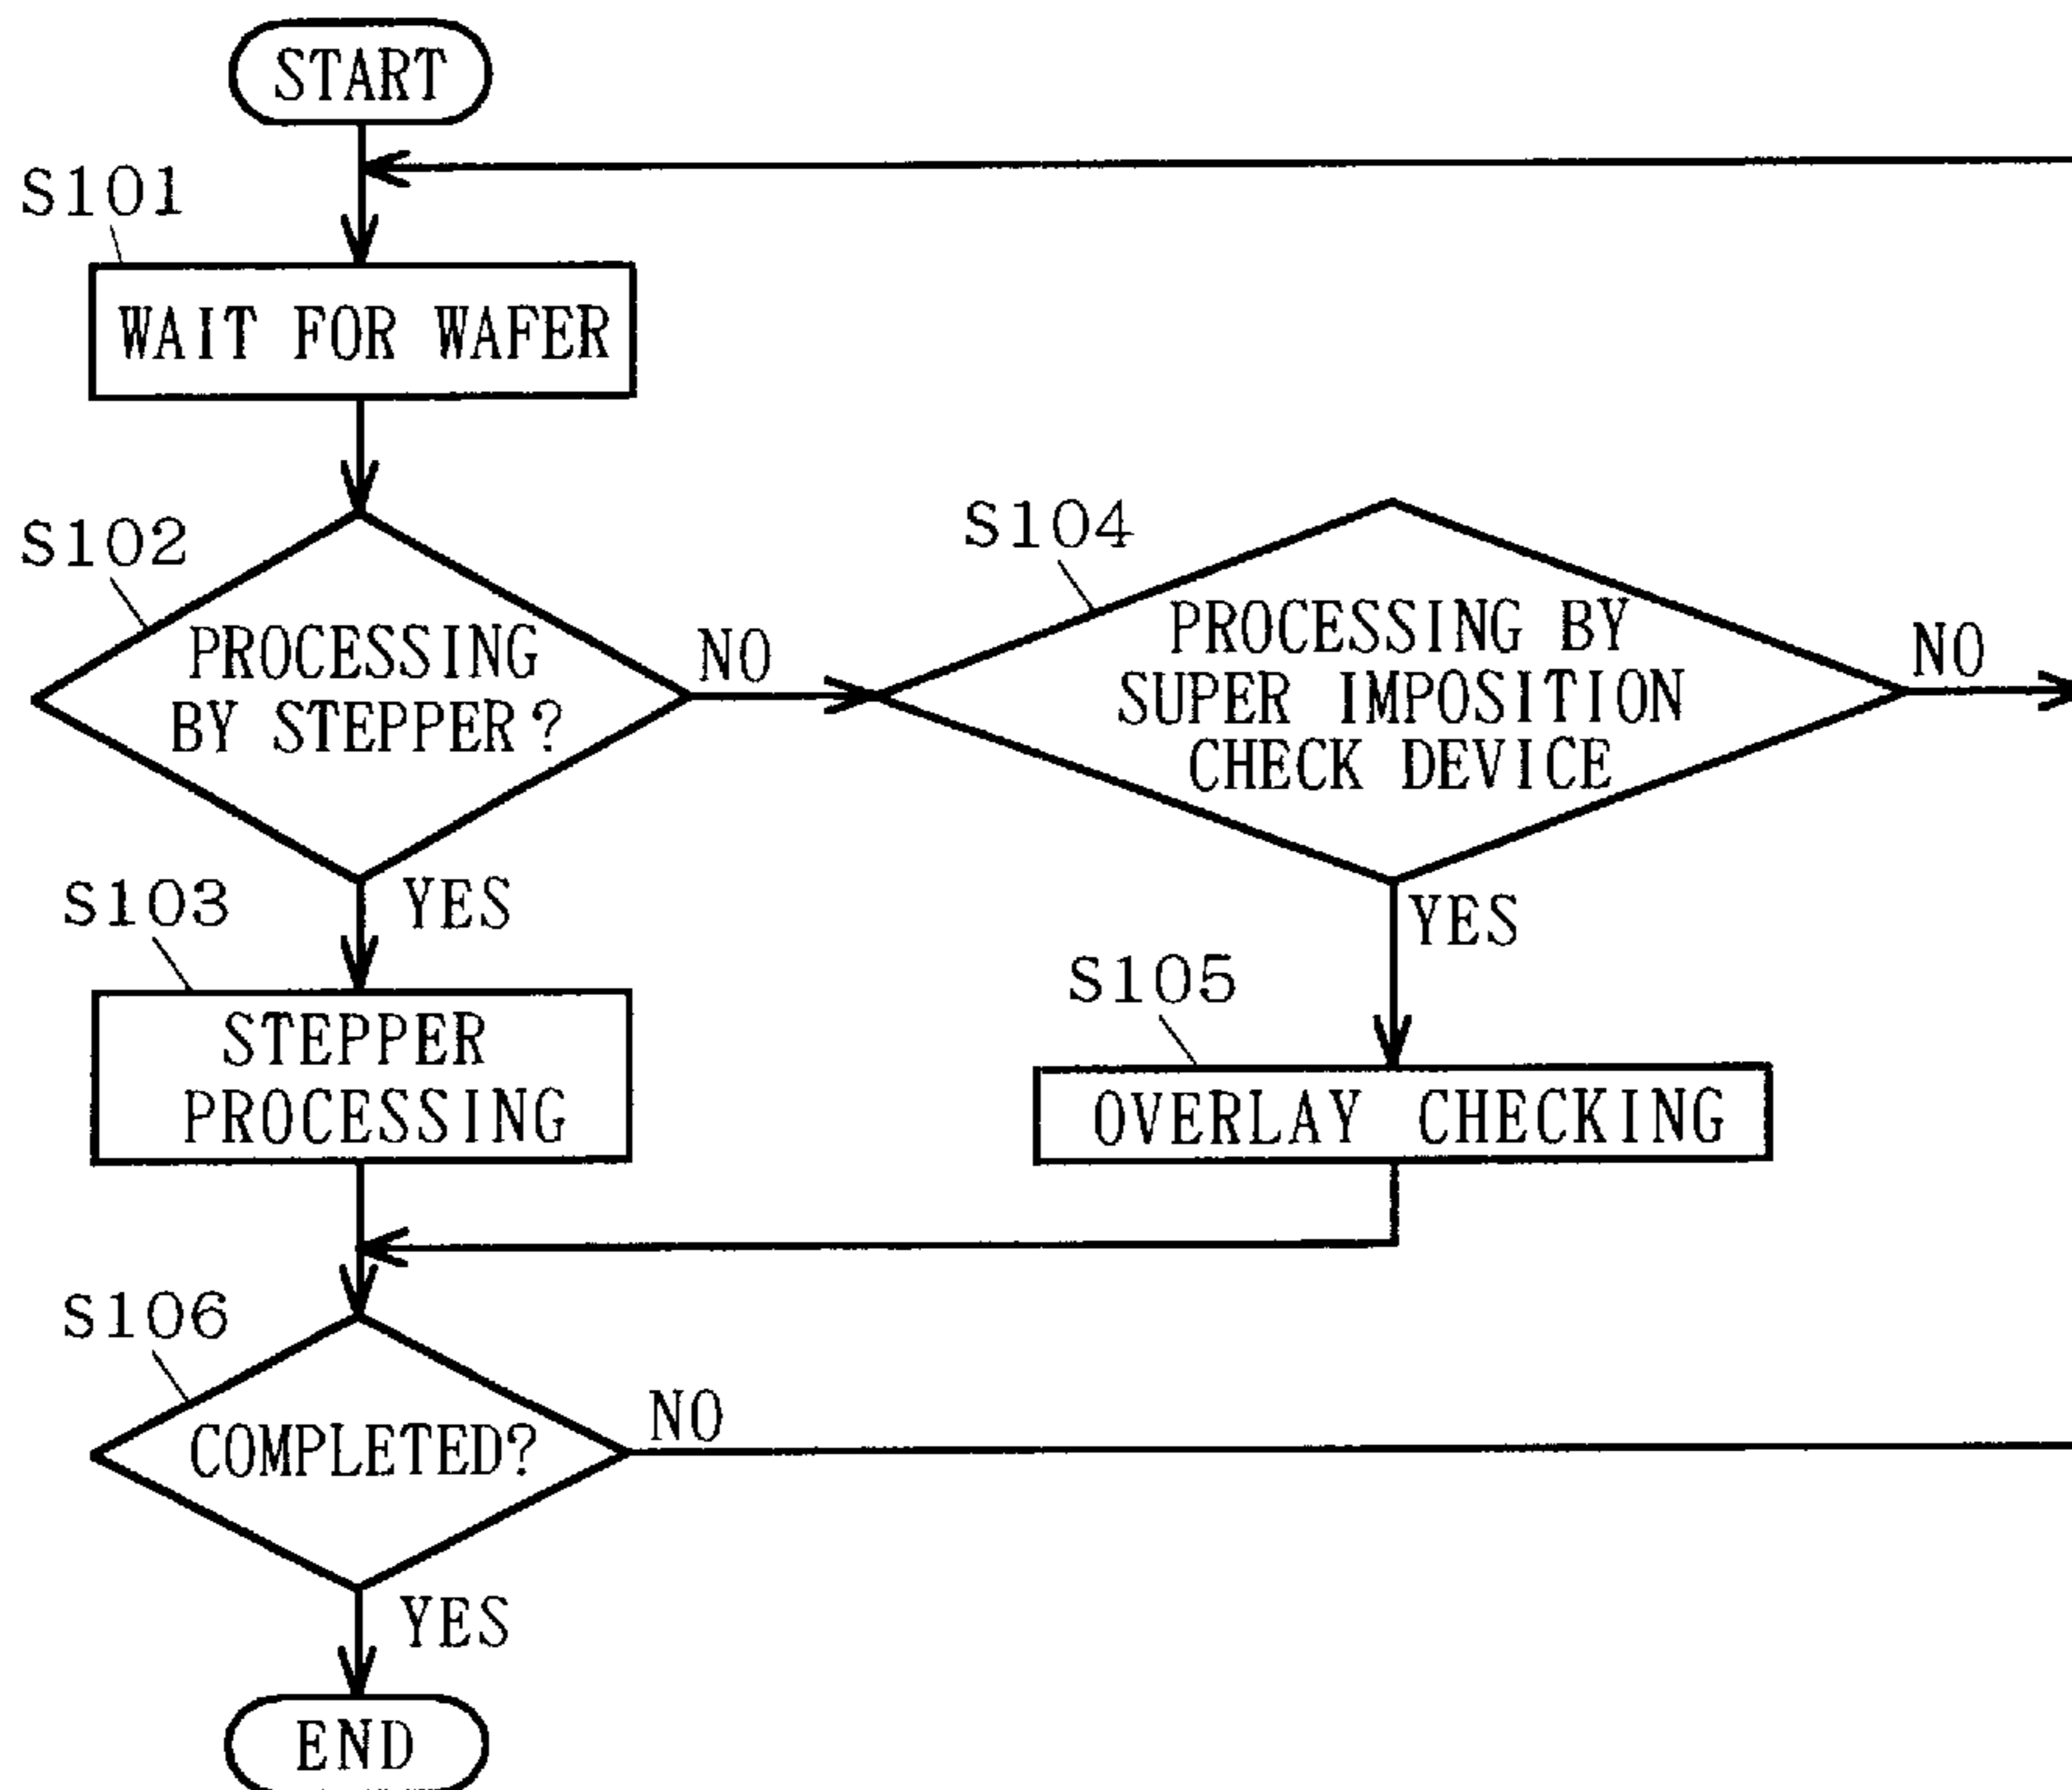 START
S101
WAIT FOR WAFER
S102
PROCESSING
BY STEPPER?
NO
S104
PROCESSING BY
SUPER IMPOSITION
CHECK DEVICE
NO
YES
S103
STEPPER
PROCESSING
YES
S105
OVERLAY CHECKING
S106
COMPLETED?
NO
YES
END